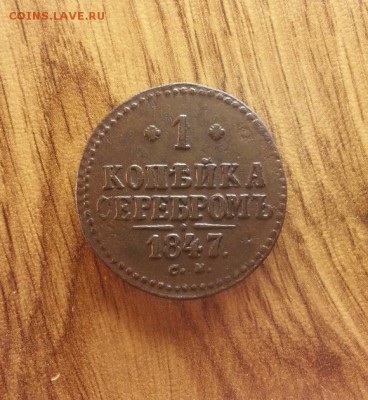 COINS.LAVE.RU
1
КОПѢЙКА
СЕРЕБРОМЪ
1847.
С. М.